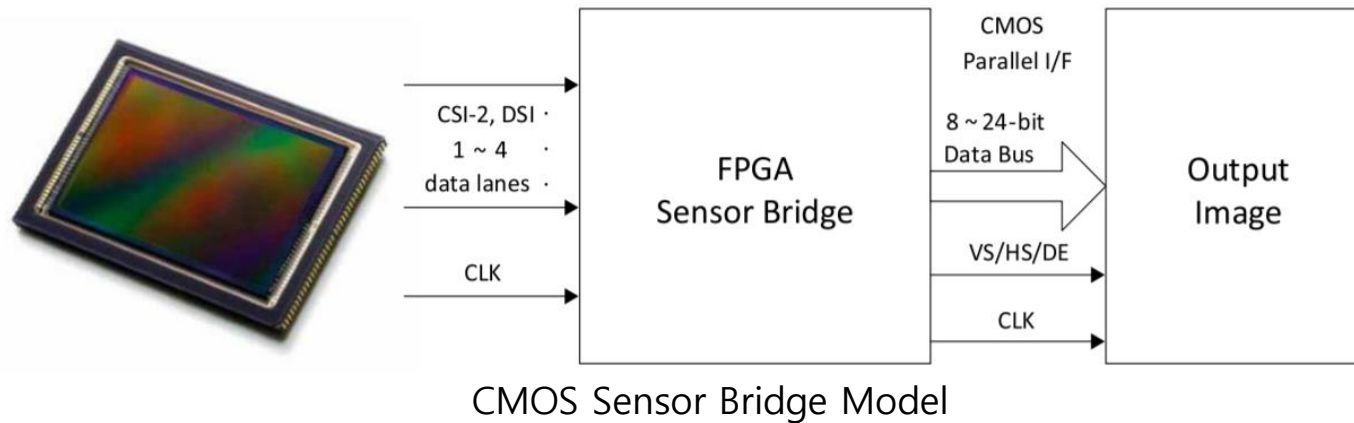 CSI-2, DSI
1 ~ 4
data lanes
CLK
FPGA
Sensor Bridge
CMOS
Parallel I/F
8 ~ 24-bit
Data Bus
VS/HS/DE
CLK
Output
Image
CMOS Sensor Bridge Model